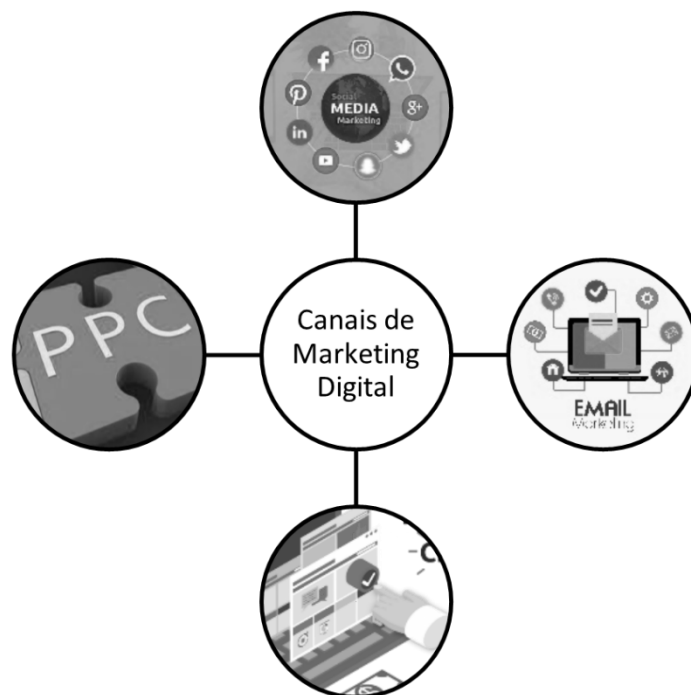 Social
MEDIA
Marketing
PPC
Canais de
Marketing
Digital
EMAIL
Marketing